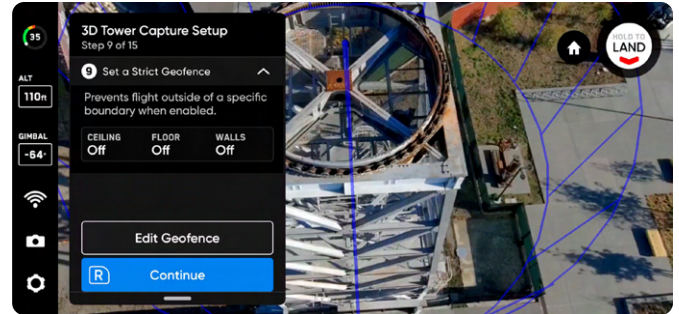 35
ALT
110FT
GIMBAL
-64°
3D Tower Capture Setup
Step 9 of 15
9 Set a Strict Geofence
Prevents flight outside of a specific
boundary when enabled.
CEILING FLOOR WALLS
Off Off Off
Edit Geofence
R Continue
HOLD TO
LAND